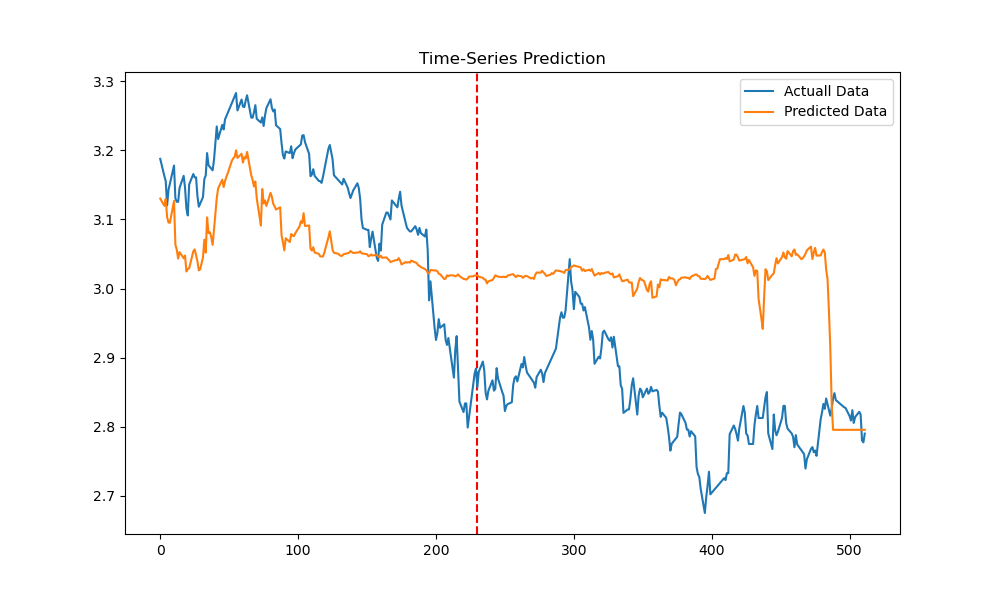 Time-Series Prediction
Actuall Data
Predicted Data
3.3
3.2
3.1
3.0
2.9
2.8
2.7
0 100 200 300 400 500